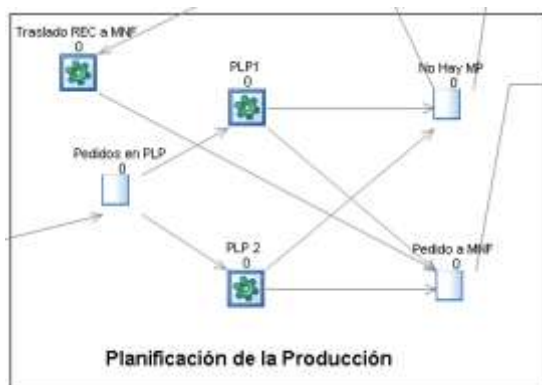 Traslado REC a MNF
0
PLP1
0
No Hay MP
0
Pedidos en PLP
0
PLP 2
0
Pedido a MNF
0
Planificación de la Producción